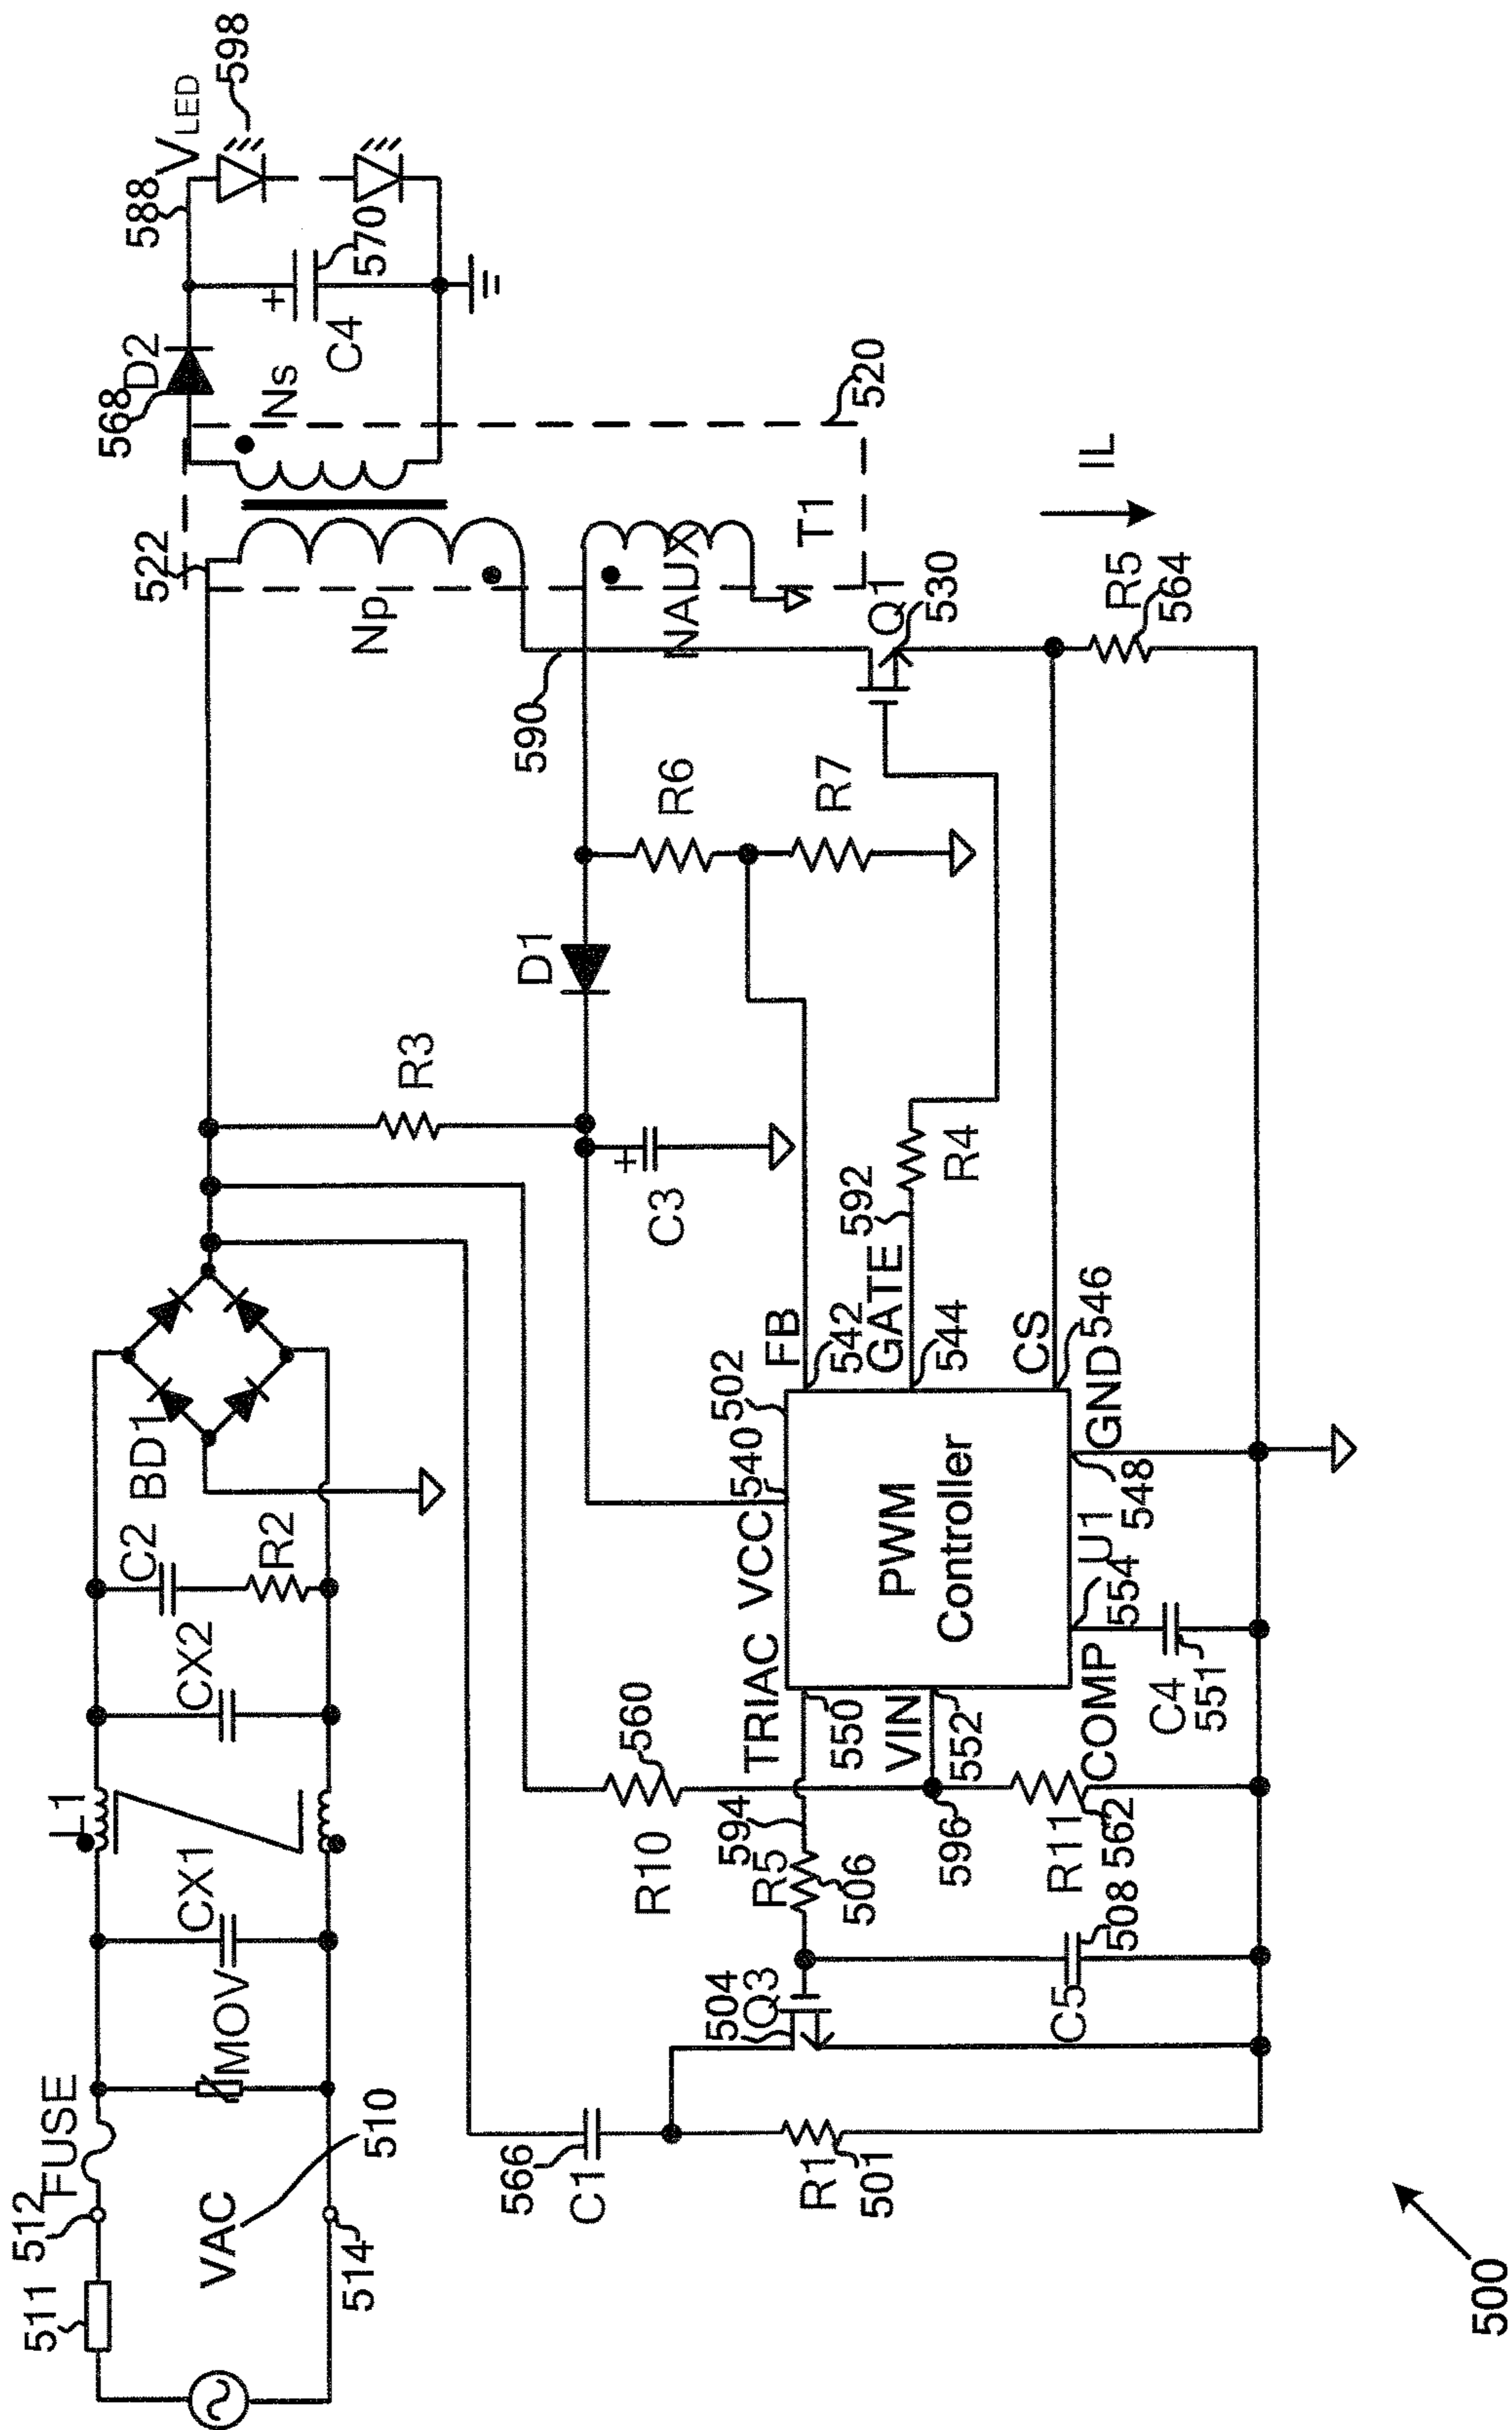 511
512
FUSE
VAC
510
514
MOV
CX1
L1
CX2
C2
R2
BD1
R3
522
Np
Ns
568
D2
588
VLED
598
C4
570
520
T1
NAUX
590
D1
R6
R7
C3
Q1
530
IL
R5
564
566
C1
R1
501
504
Q3
R5
506
594
C5
508
R10
560
596
R11
562
TRIAC
550
VIN
552
VCC
540
502
PWM
Controller
FB
542
GATE
592
544
R4
CS
546
GND
548
U1
554
COMP
C4
551
500